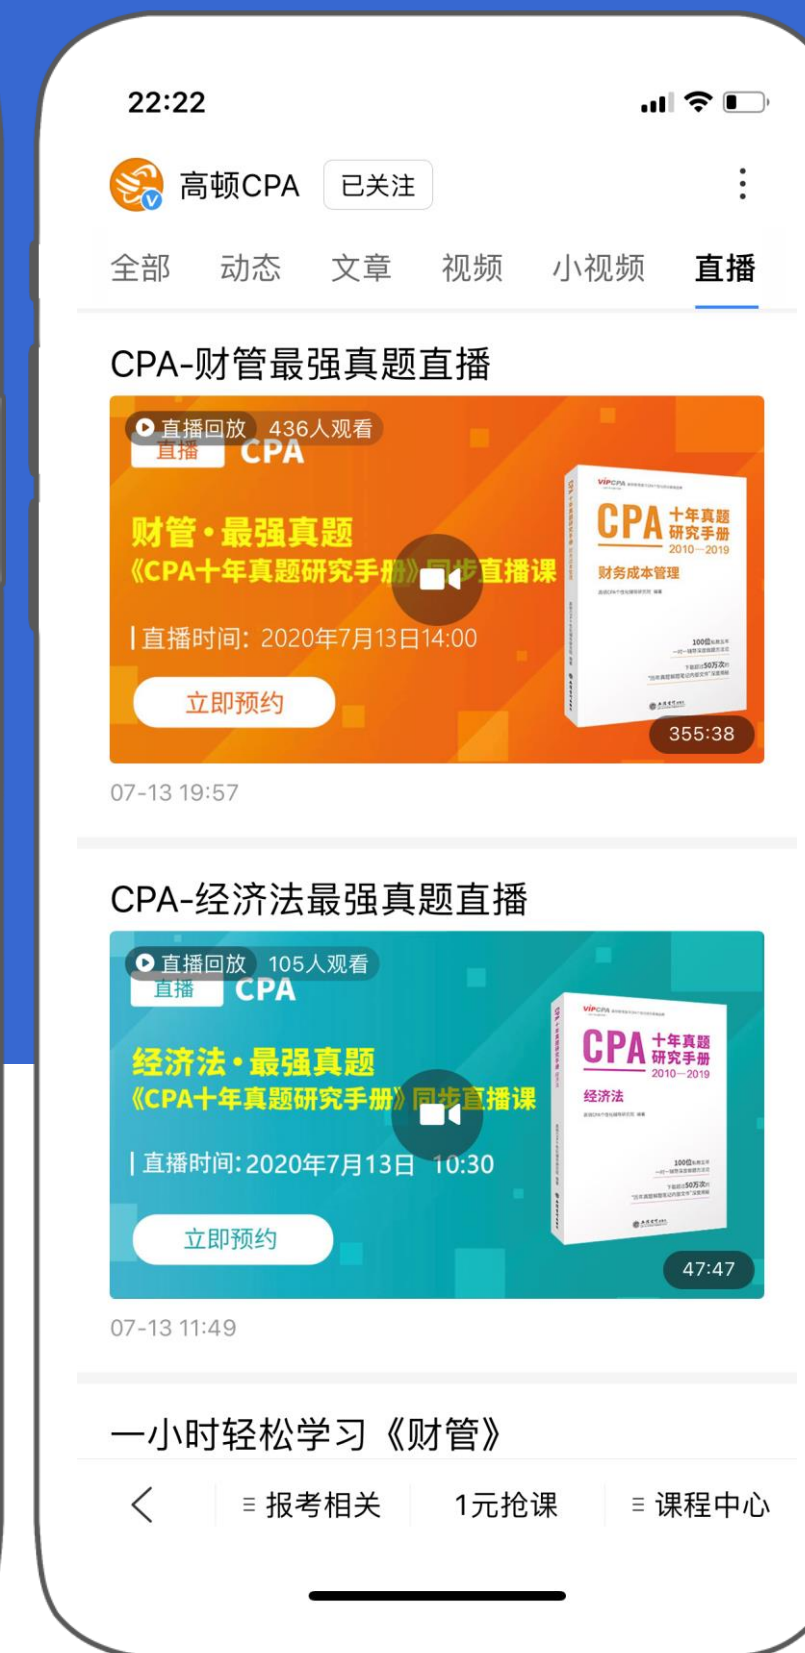 22:22
高顿CPA 已关注
全部 动态 文章 视频 小视频 直播
CPA-财管最强真题直播
直播回放 436人观看
直播 CPA
财管·最强真题
《CPA十年真题研究手册》同步直播课
直播时间: 2020年7月13日14:00
立即预约
VIPCPA
CPA 十年真题
研究手册
2010—2019
财务成本管理
355:38
07-13 19:57
CPA-经济法最强真题直播
直播回放 105人观看
直播 CPA
经济法·最强真题
《CPA十年真题研究手册》同步直播课
直播时间:2020年7月13日 10:30
立即预约
VIPCPA
CPA 十年真题
研究手册
2010—2019
经济法
47:47
07-13 11:49
一小时轻松学习《财管》
报考相关 1元抢课 课程中心